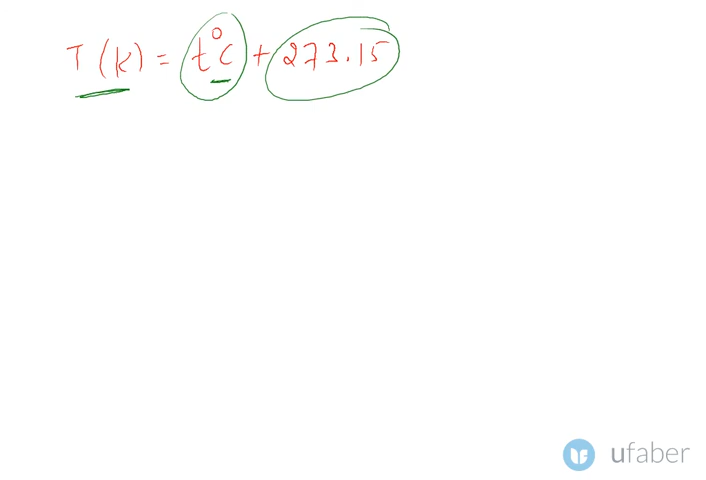 T (K) = t°C + 273.15
ufaber